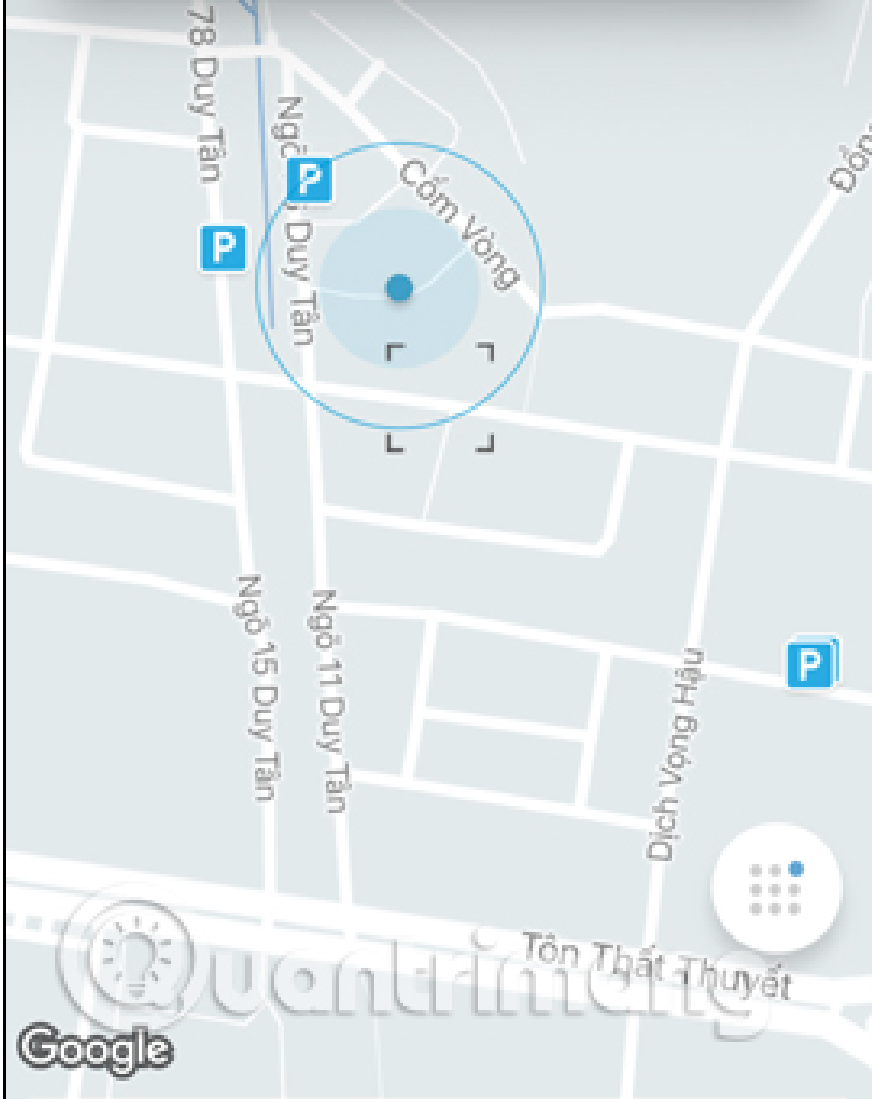 78 Duy Tân
Duy Tân
P
P
Cốm Vòng
Ngõ 15 Duy Tân
Ngõ 11 Duy Tân
Dịch Vọng Hậu
P
Tôn Thất Thuyết
Quantrimang
Google